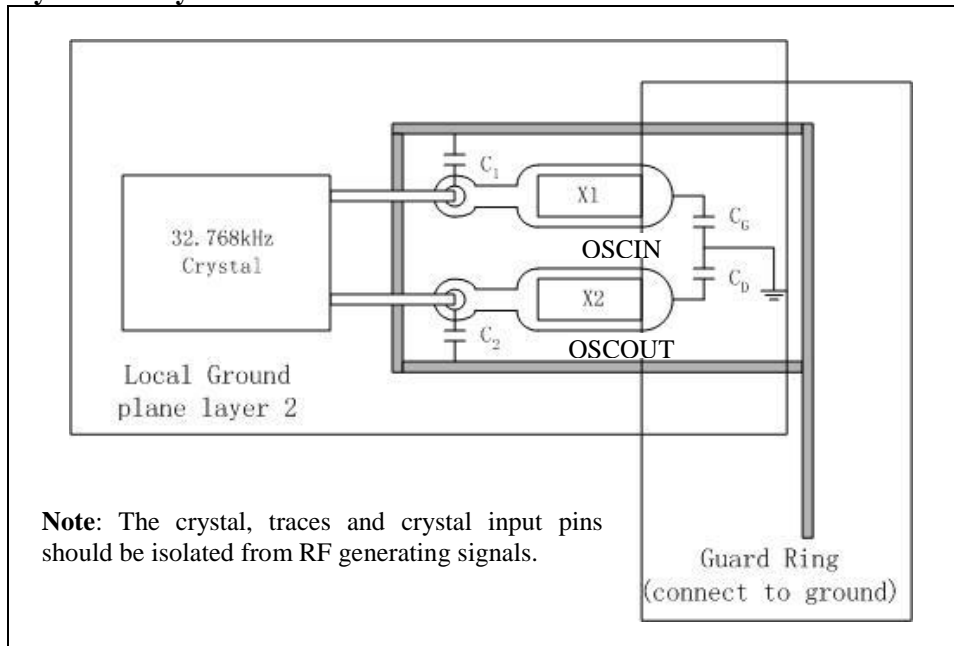 C1
X1
CG
32.768kHz
Crystal
OSCIN
CD
X2
C2
OSCOUT
Local Ground
plane layer 2
Note: The crystal, traces and crystal input pins
should be isolated from RF generating signals.
Guard Ring
(connect to ground)